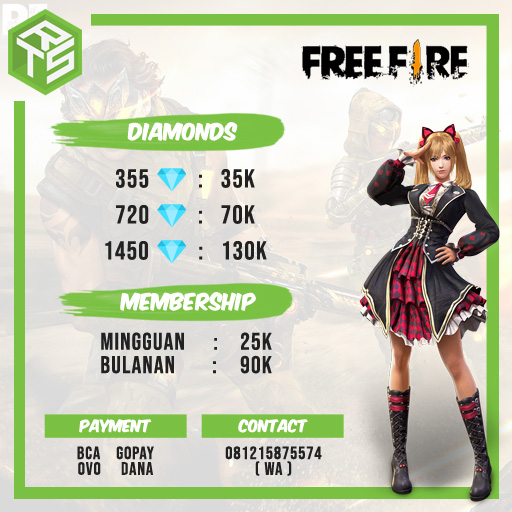 RTS
FREE FIRE
DIAMONDS
355 💎 : 35K
720 💎 : 70K
1450 💎 : 130K
MEMBERSHIP
MINGGUAN : 25K
BULANAN : 90K
PAYMENT
BCA GOPAY
OVO DANA
CONTACT
081215875574
( WA )